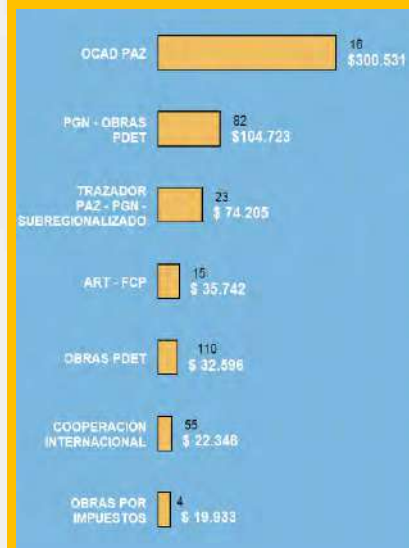 OCAD PAZ
16
$300.531
PGN - OBRAS
PDET
82
$104.723
TRAZADOR
PAZ - PGN -
SUBREGIONALIZADO
23
$ 74.205
ART - FCP
15
$ 35.742
OBRAS PDET
110
$ 32.596
COOPERACIÓN
INTERNACIONAL
55
$ 22.346
OBRAS POR
IMPUESTOS
4
$ 19.933